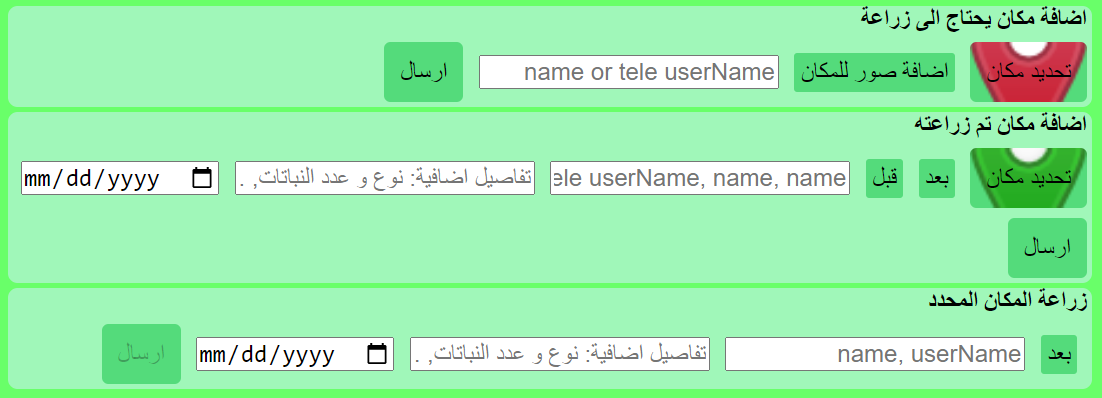 اضافة مكان يحتاج الى زراعة
تحديد مكان اضافة صور للمكان name or tele userName ارسال
اضافة مكان تم زراعته
تحديد مكان بعد قبل ele userName, name, name تفاصيل اضافية: نوع و عدد النباتات, . mm/dd/yyyy
ارسال
زراعة المكان المحدد
بعد name, userName تفاصيل اضافية: نوع و عدد النباتات, . mm/dd/yyyy ارسال